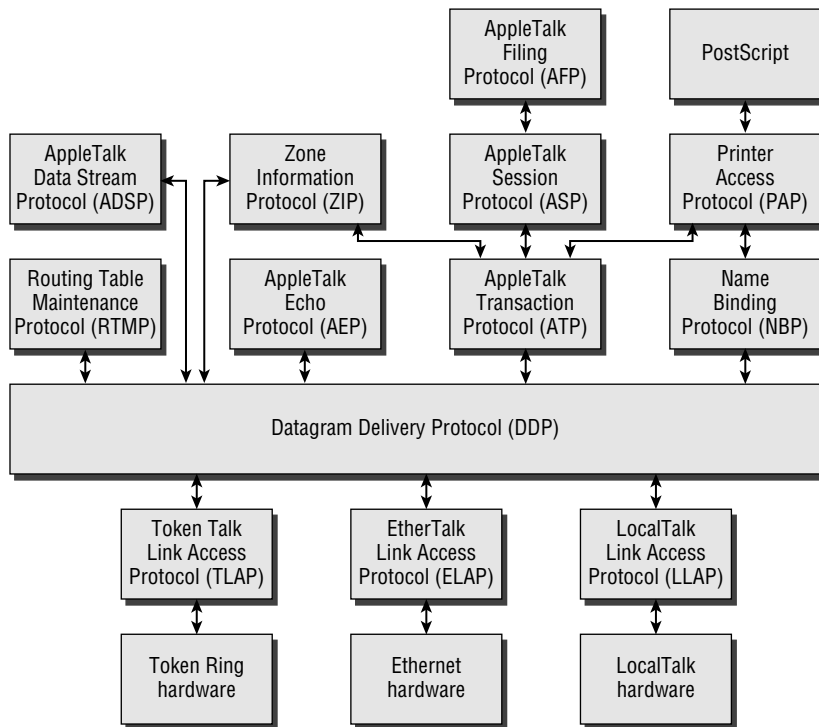 AppleTalk
Filing
Protocol (AFP)
PostScript
AppleTalk
Data Stream
Protocol (ADSP)
Zone
Information
Protocol (ZIP)
AppleTalk
Session
Protocol (ASP)
Printer
Access
Protocol (PAP)
Routing Table
Maintenance
Protocol (RTMP)
AppleTalk
Echo
Protocol (AEP)
AppleTalk
Transaction
Protocol (ATP)
Name
Binding
Protocol (NBP)
Datagram Delivery Protocol (DDP)
Token Talk
Link Access
Protocol (TLAP)
EtherTalk
Link Access
Protocol (ELAP)
LocalTalk
Link Access
Protocol (LLAP)
Token Ring
hardware
Ethernet
hardware
LocalTalk
hardware